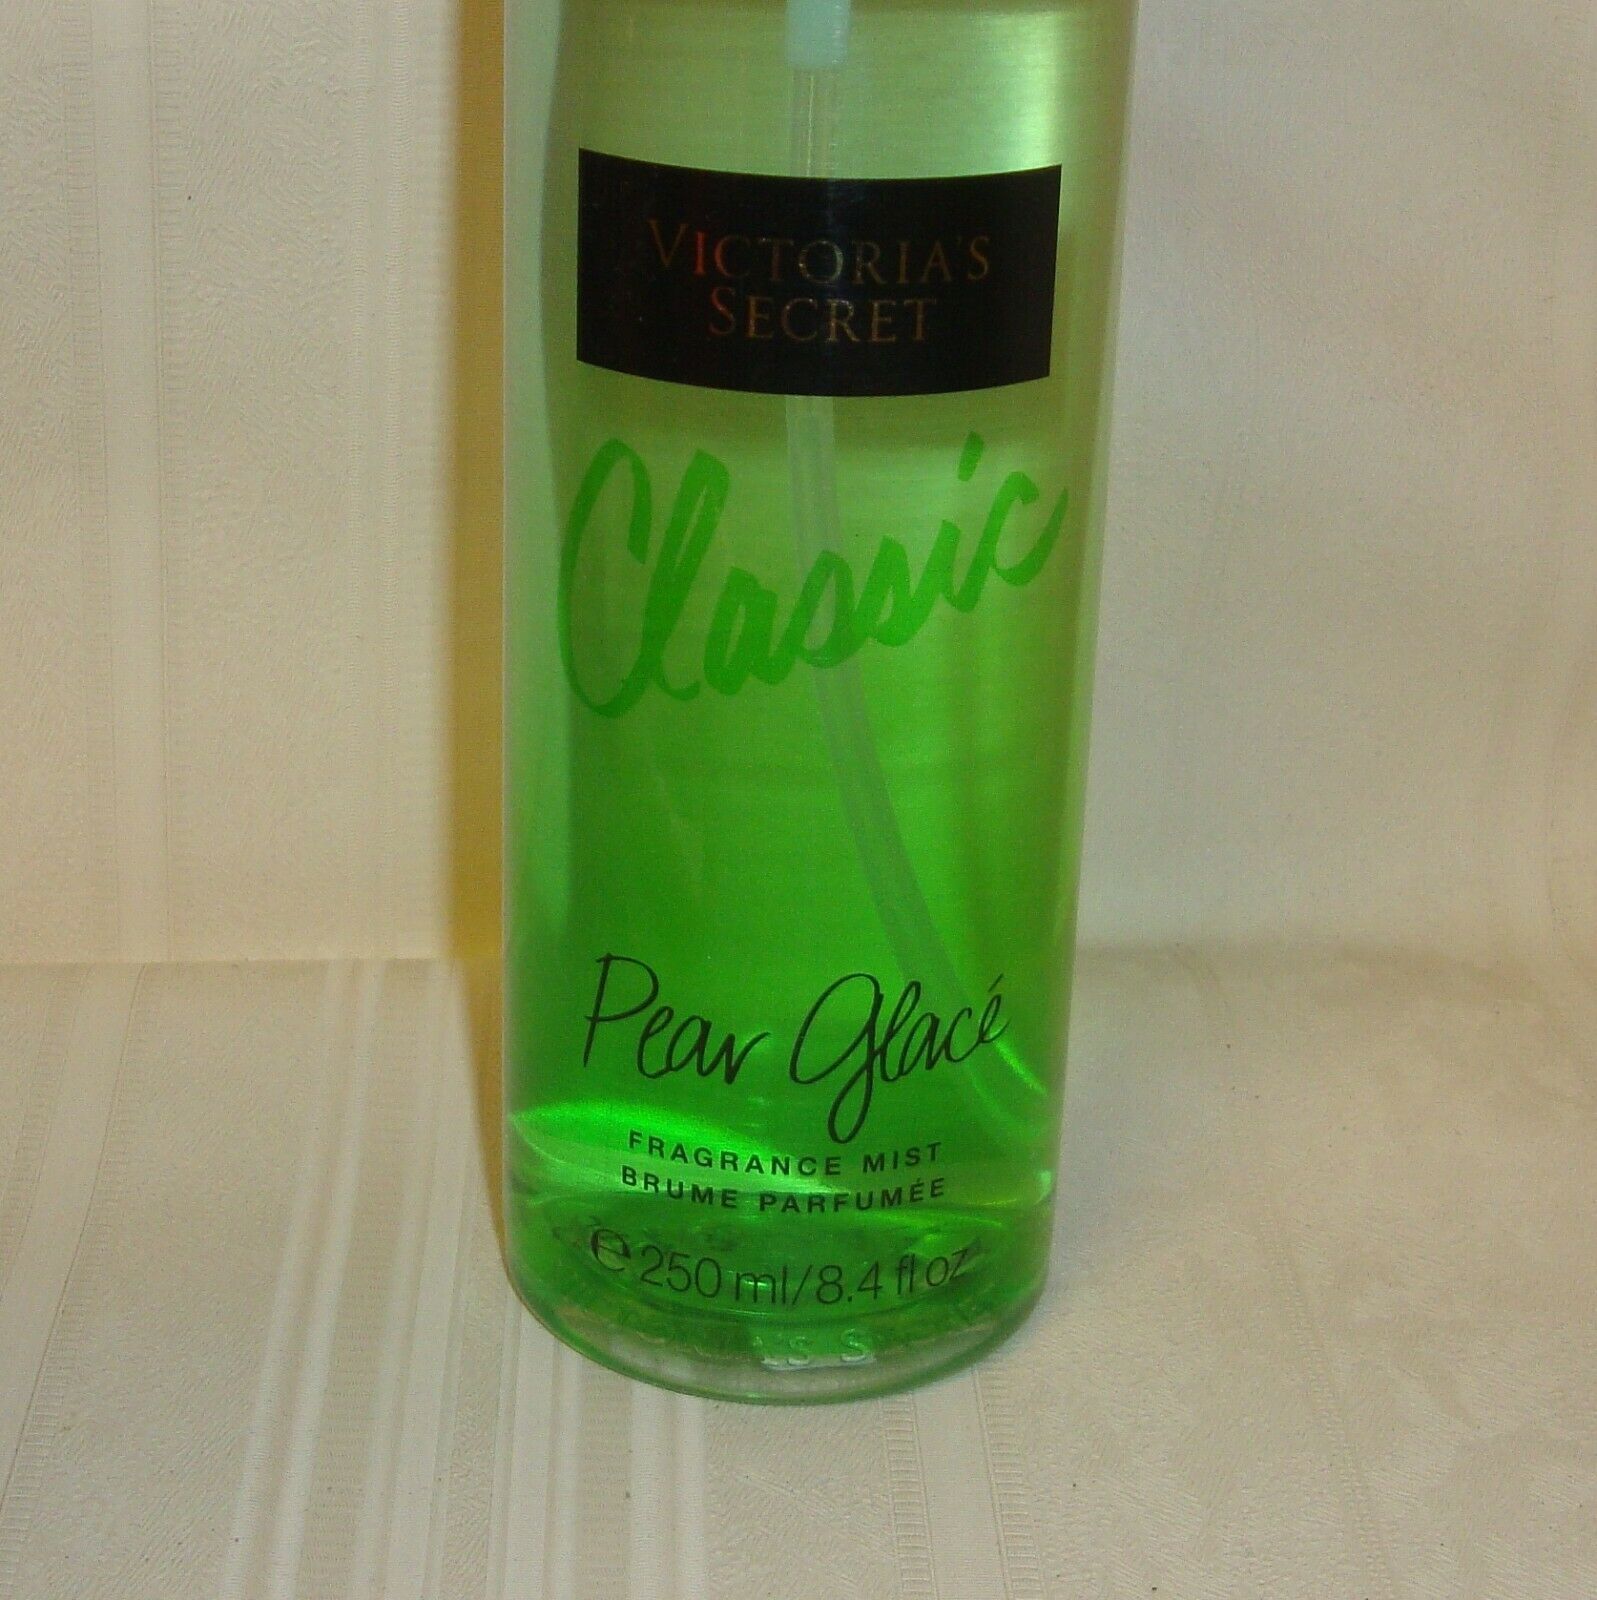 VICTORIA'S
SECRET
Classic
Pear Glacé
FRAGRANCE MIST
BRUME PARFUMÉE
℮ 250 ml/8.4 fl oz